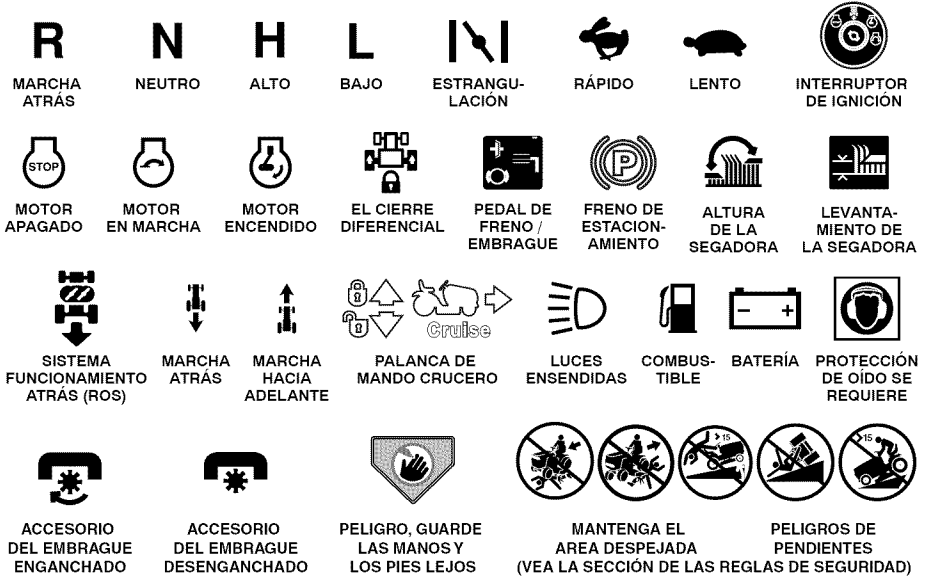 R
N
H
L
MARCHA
ATRÁS
NEUTRO
ALTO
BAJO
ESTRANGU-
LACIÓN
RÁPIDO
LENTO
INTERRUPTOR
DE IGNICIÓN
STOP
P
MOTOR
APAGADO
MOTOR
EN MARCHA
MOTOR
ENCENDIDO
EL CIERRE
DIFERENCIAL
PEDAL DE
FRENO /
EMBRAGUE
FRENO DE
ESTACION-
AMIENTO
ALTURA
DE LA
SEGADORA
LEVANTA-
MIENTO DE
LA SEGADORA
Cruise
- +
SISTEMA
FUNCIONAMIENTO
ATRÁS (ROS)
MARCHA
ATRÁS
MARCHA
HACIA
ADELANTE
PALANCA DE
MANDO CRUCERO
LUCES
ENSENDIDAS
COMBUS-
TIBLE
BATERÍA
PROTECCIÓN
DE OÍDO SE
REQUIERE
>15
>15
ACCESORIO
DEL EMBRAGUE
ENGANCHADO
ACCESORIO
DEL EMBRAGUE
DESENGANCHADO
PELIGRO, GUARDE
LAS MANOS Y
LOS PIES LEJOS
MANTENGA EL
AREA DESPEJADA
PELIGROS DE
PENDIENTES
(VEA LA SECCIÓN DE LAS REGLAS DE SEGURIDAD)